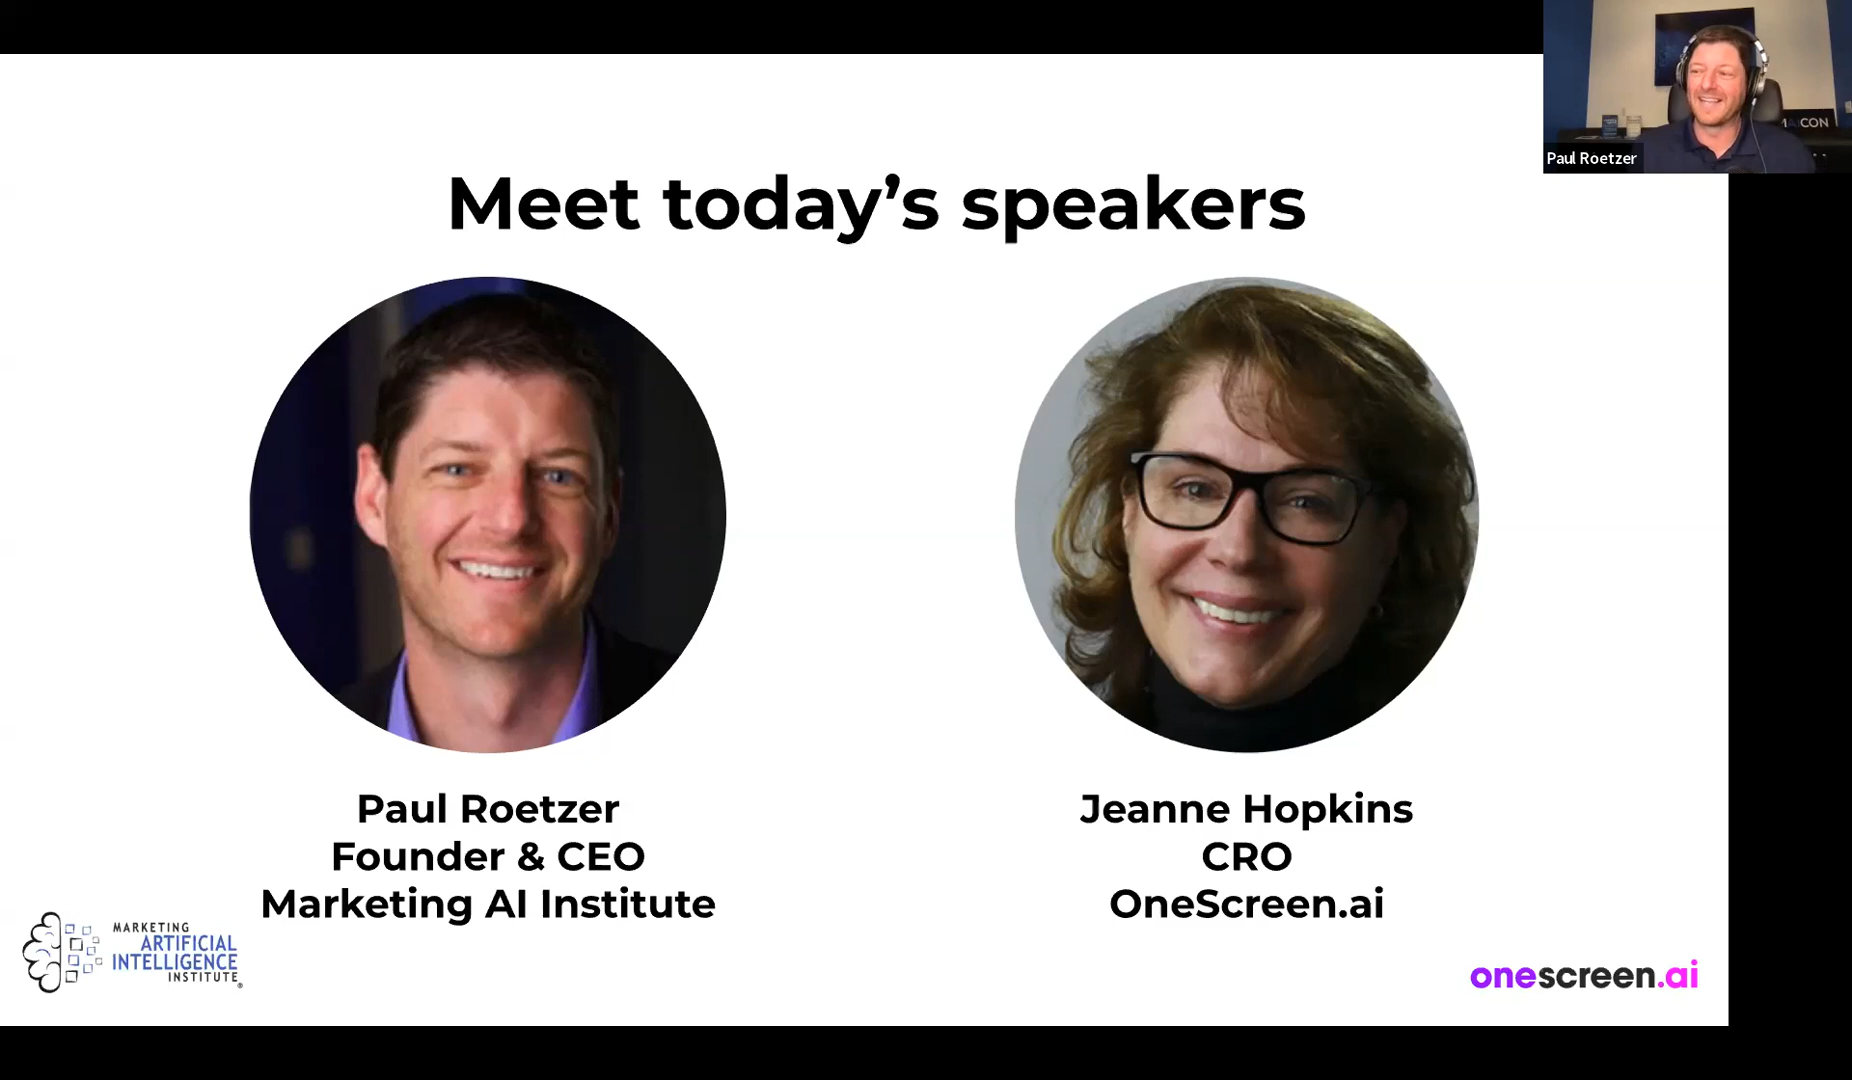 MAICON
Paul Roetzer
Meet today's speakers
Paul Roetzer
Founder & CEO
Marketing AI Institute
Jeanne Hopkins
CRO
OneScreen.ai
MARKETING
ARTIFICIAL
INTELLIGENCE
INSTITUTE®
onescreen.ai